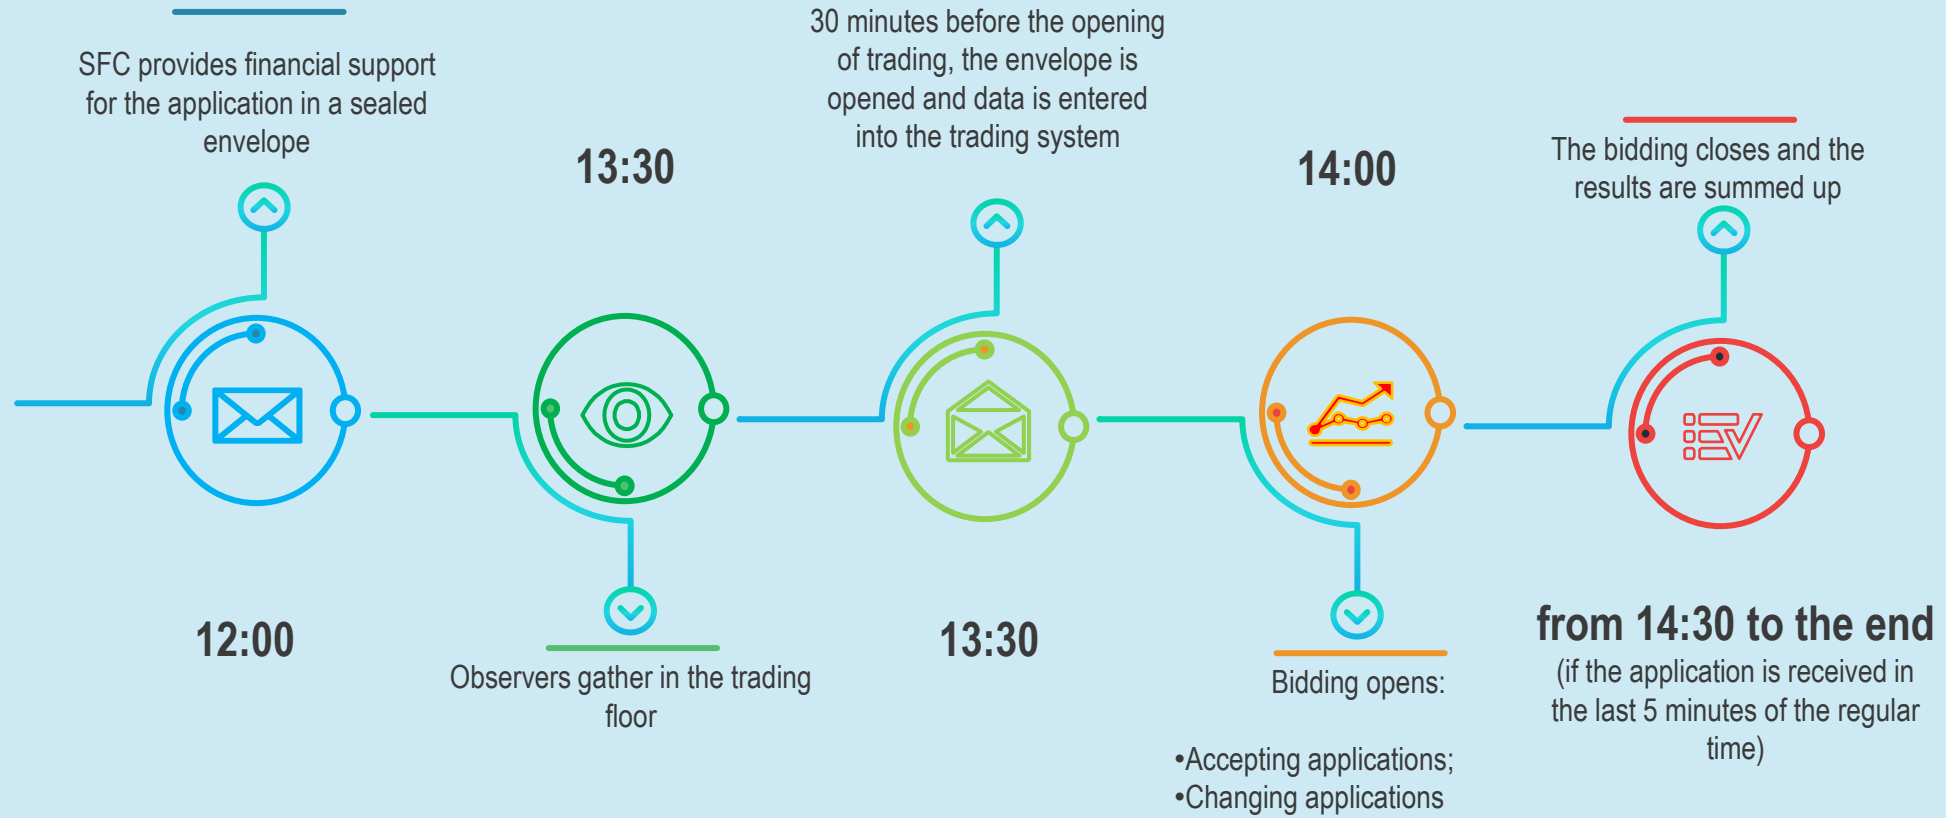 SFC provides financial support
for the application in a sealed
envelope
12:00
13:30
Observers gather in the trading
floor
30 minutes before the opening
of trading, the envelope is
opened and data is entered
into the trading system
13:30
14:00
Bidding opens:
•Accepting applications;
•Changing applications
The bidding closes and the
results are summed up
from 14:30 to the end
(if the application is received in
the last 5 minutes of the regular
time)